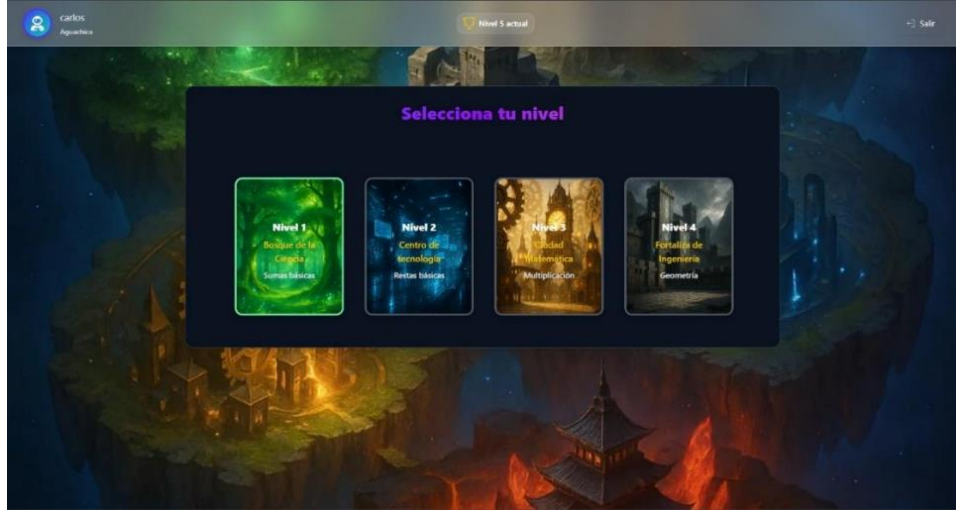 carlos
Aguachica
Nivel 5 actual
Salir
Selecciona tu nivel
Nivel 1
Bosque de la
Ciencia
Sumas básicas
Nivel 2
Centro de
tecnología
Restas básicas
Nivel 3
Ciudad
Matemática
Multiplicación
Nivel 4
Fortaliza de
Ingeniería
Geometría